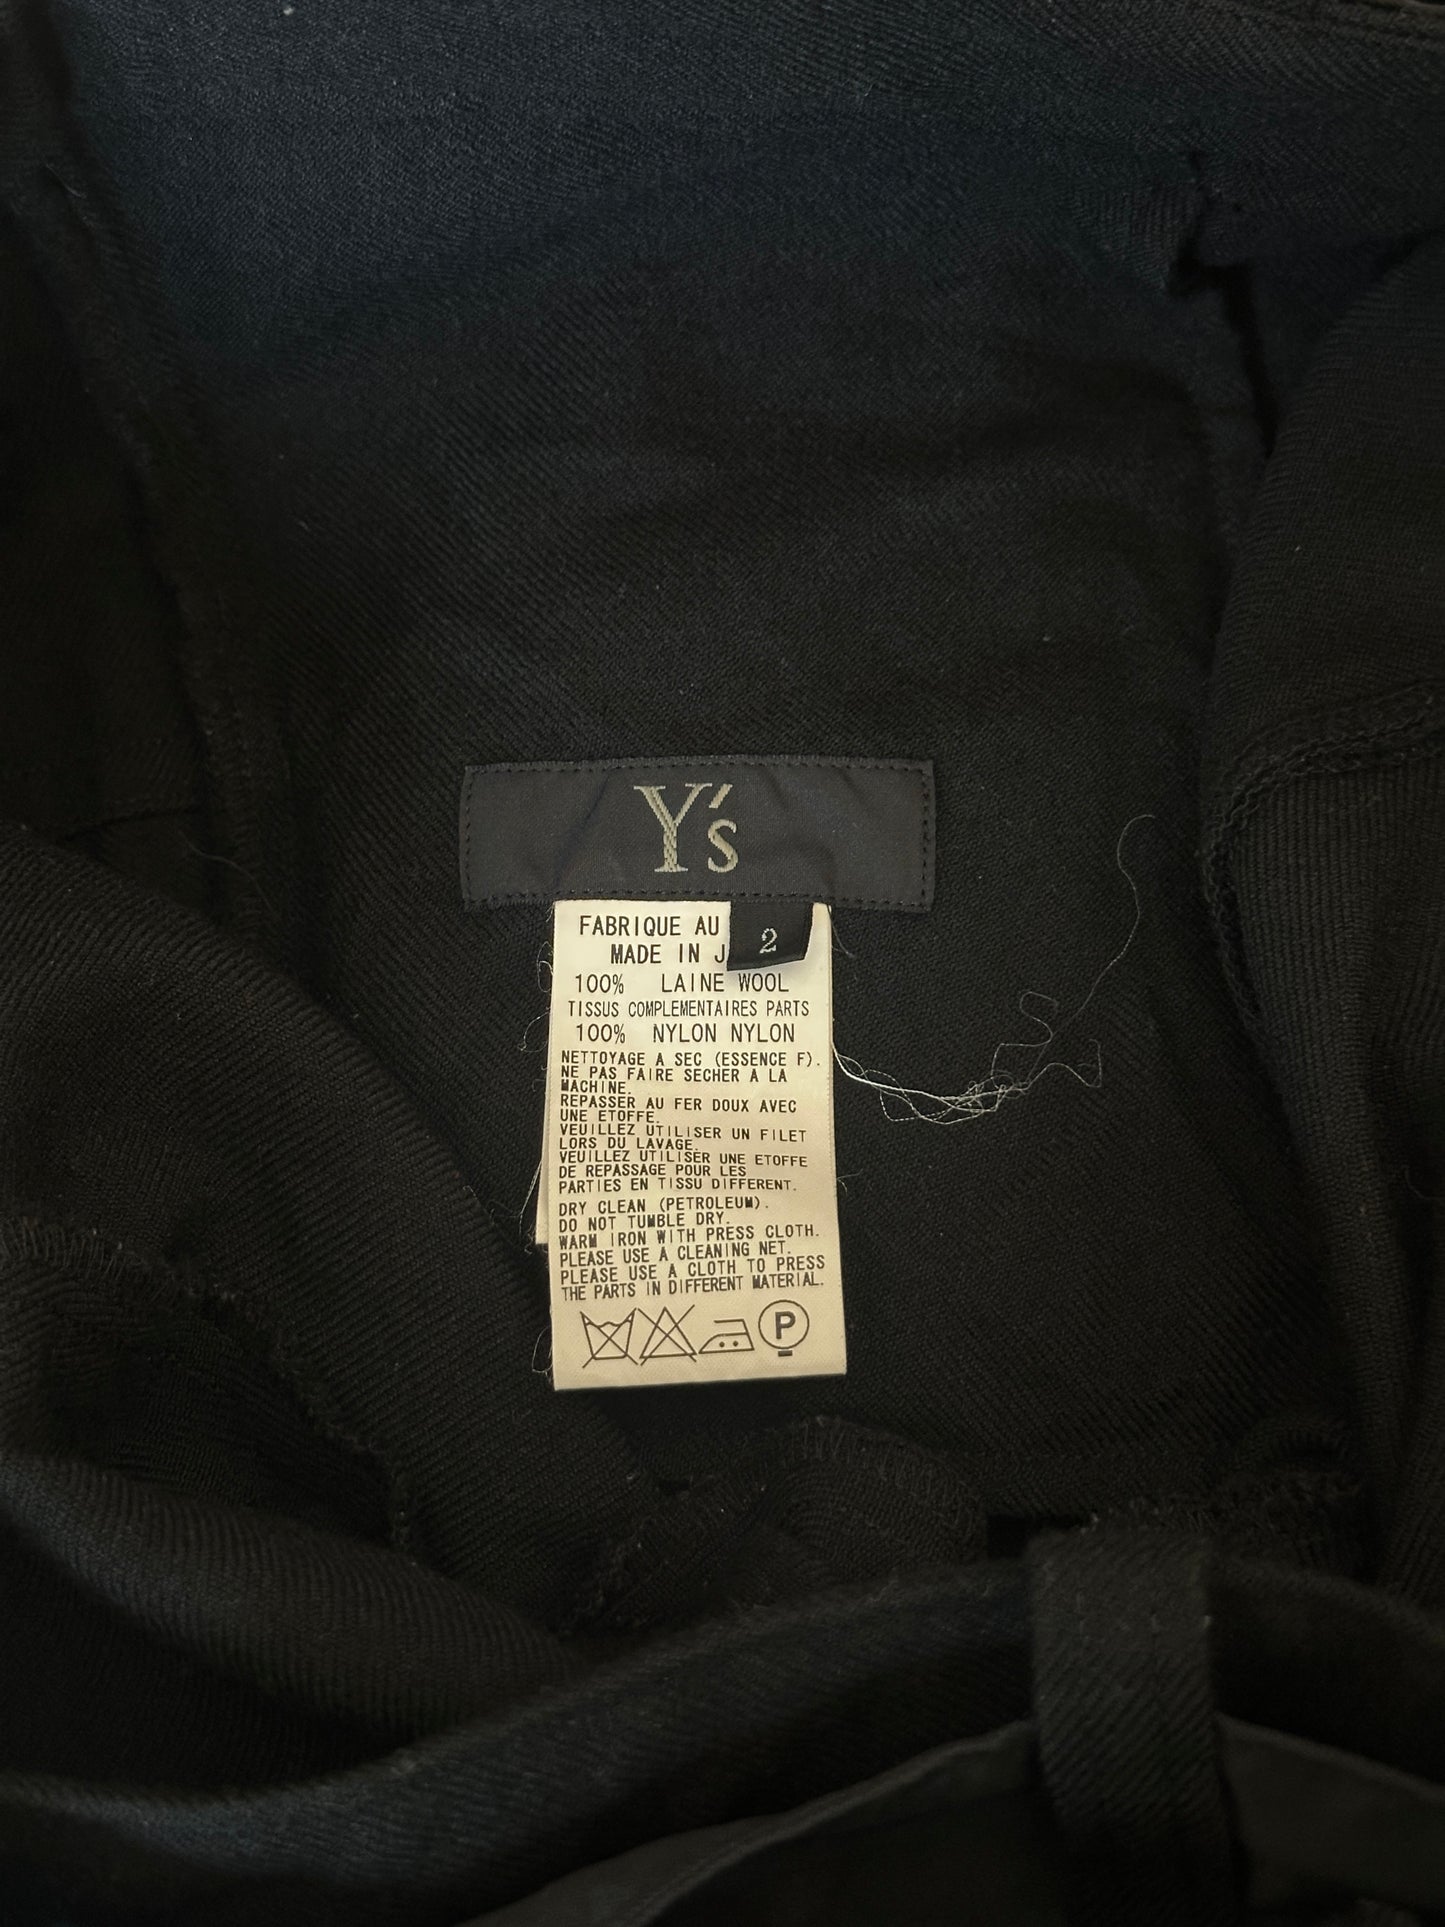 Y's
2
FABRIQUE AU
MADE IN J
100% LAINE WOOL
TISSUS COMPLEMENTAIRES PARTS
100% NYLON NYLON
NETTOYAGE A SEC (ESSENCE F).
NE PAS FAIRE SECHER A LA
MACHINE.
REPASSER AU FER DOUX AVEC
UNE ETOFFE.
VEUILLEZ UTILISER UN FILET
LORS DU LAVAGE.
VEUILLEZ UTILISER UNE ETOFFE
DE REPASSAGE POUR LES
PARTIES EN TISSU DIFFERENT.
DRY CLEAN (PETROLEUM).
DO NOT TUMBLE DRY.
WARM IRON WITH PRESS CLOTH.
PLEASE USE A CLEANING NET.
PLEASE USE A CLOTH TO PRESS
THE PARTS IN DIFFERENT MATERIAL.
P